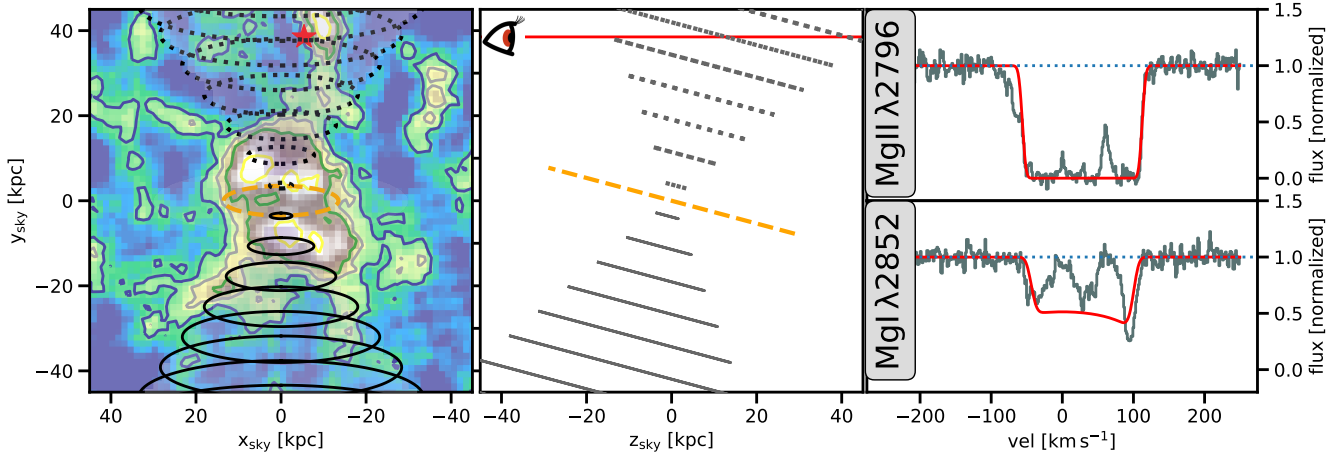 40
20
0
−20
−40
y_sky [kpc]
40 20 0 −20 −40
x_sky [kpc]
−40 −20 0 20 40
z_sky [kpc]
MgII λ2796
1.5
1.0
0.5
0.0
flux [normalized]
MgI λ2852
1.5
1.0
0.5
0.0
flux [normalized]
−200 −100 0 100 200
vel [km s⁻¹]